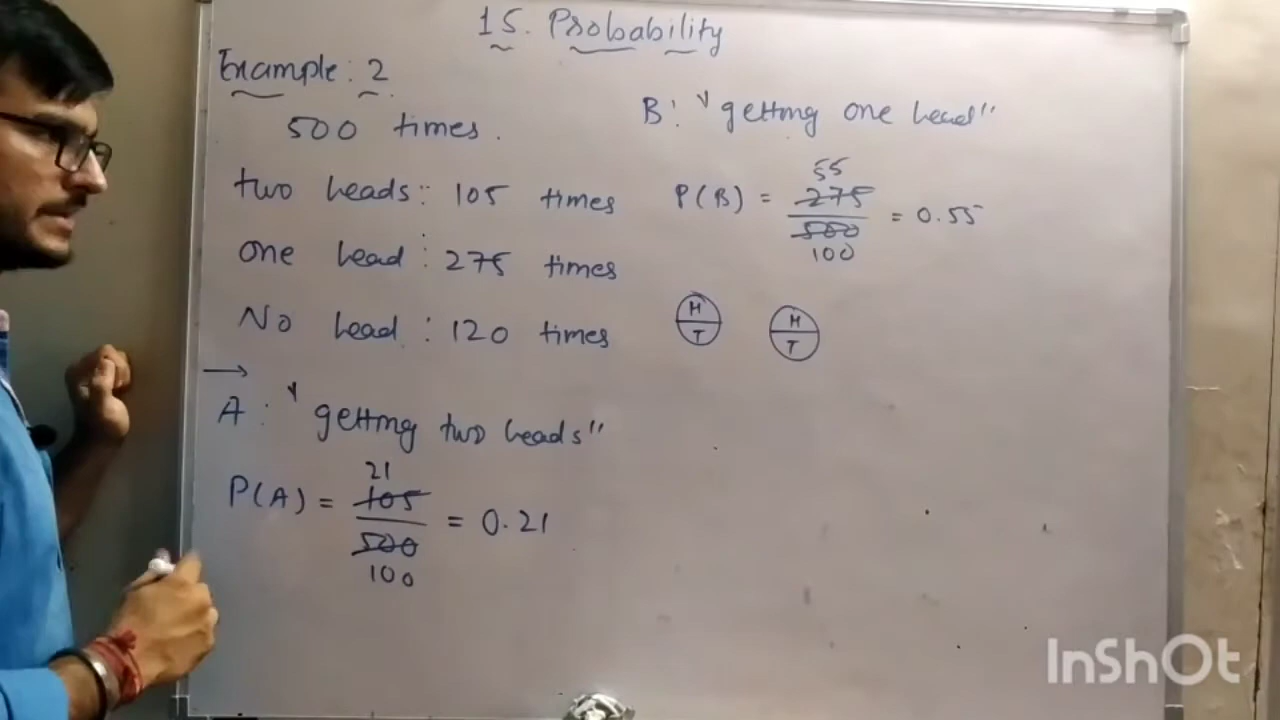 15. Probability
Example: 2
500 times.
two heads: 105 times
one head: 275 times
No head: 120 times
A: "getting two heads"
21
P(A) = 105/500 = 0.21
100
B: "getting one head"
55
P(B) = 275/500 = 0.55
100
H H
T T
InShOt